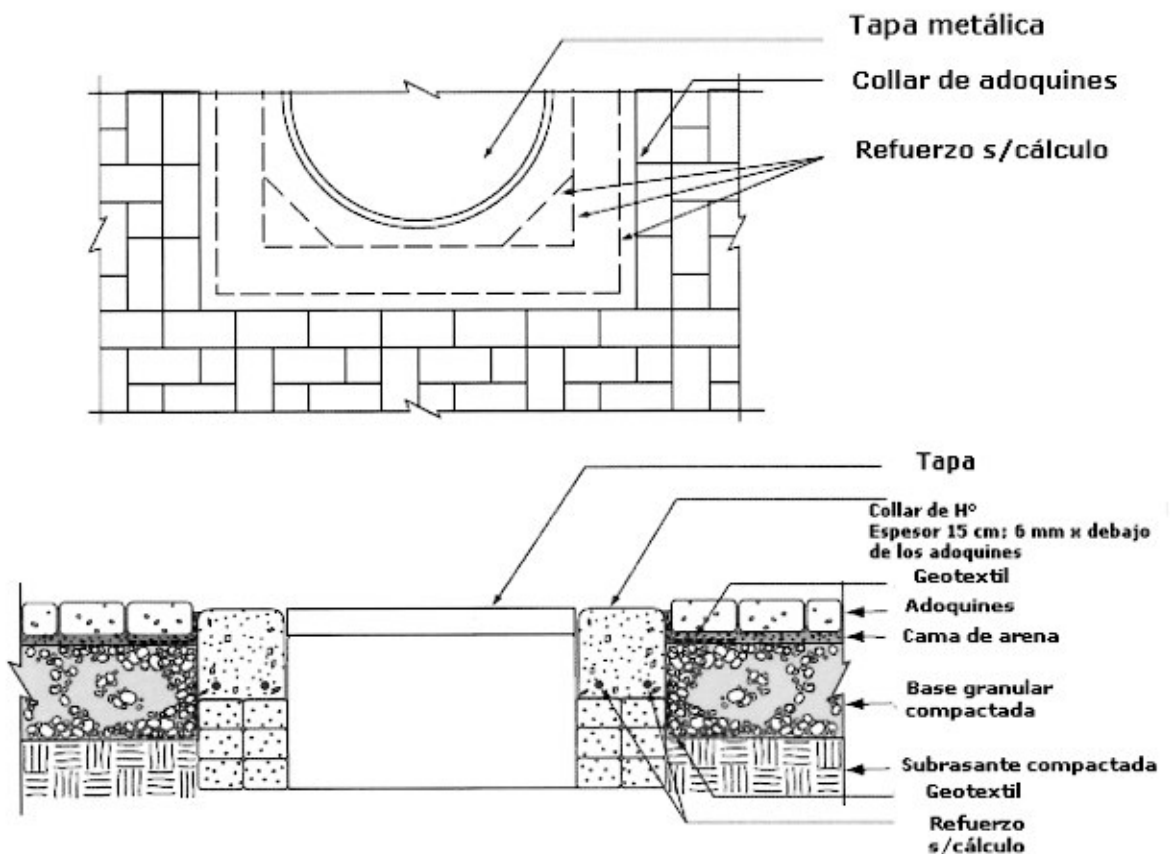 Tapa metálica
Collar de adoquines
Refuerzo s/cálculo
Tapa
Collar de Hº
Espesor 15 cm; 6 mm x debajo
de los adoquines
Geotextil
Adoquines
Cama de arena
Base granular
compactada
Subrasante compactada
Geotextil
Refuerzo
s/cálculo